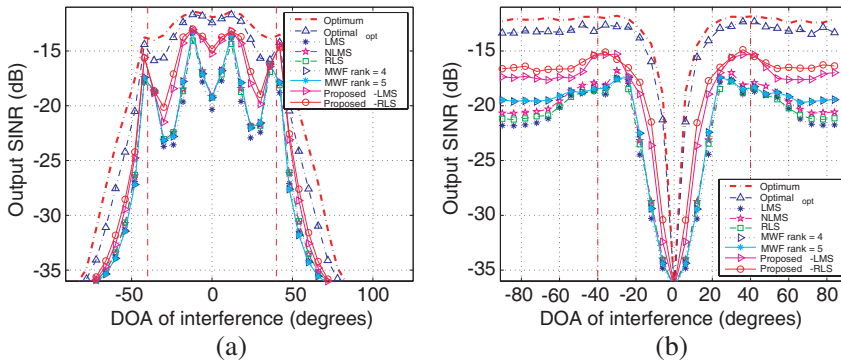 Output SINR (dB)
-15
-20
-25
-30
-35
-50
0
50
100
DOA of interference (degrees)
(a)
Optimum
Optimal opt
LMS
NLMS
RLS
MWF rank = 4
MWF rank = 5
Proposed -LMS
Proposed -RLS
Output SINR (dB)
-15
-20
-25
-30
-35
-80
-60
-40
-20
0
20
40
60
80
DOA of interference (degrees)
(b)
Optimum
Optimal opt
LMS
NLMS
RLS
MWF rank = 4
MWF rank = 5
Proposed -LMS
Proposed -RLS